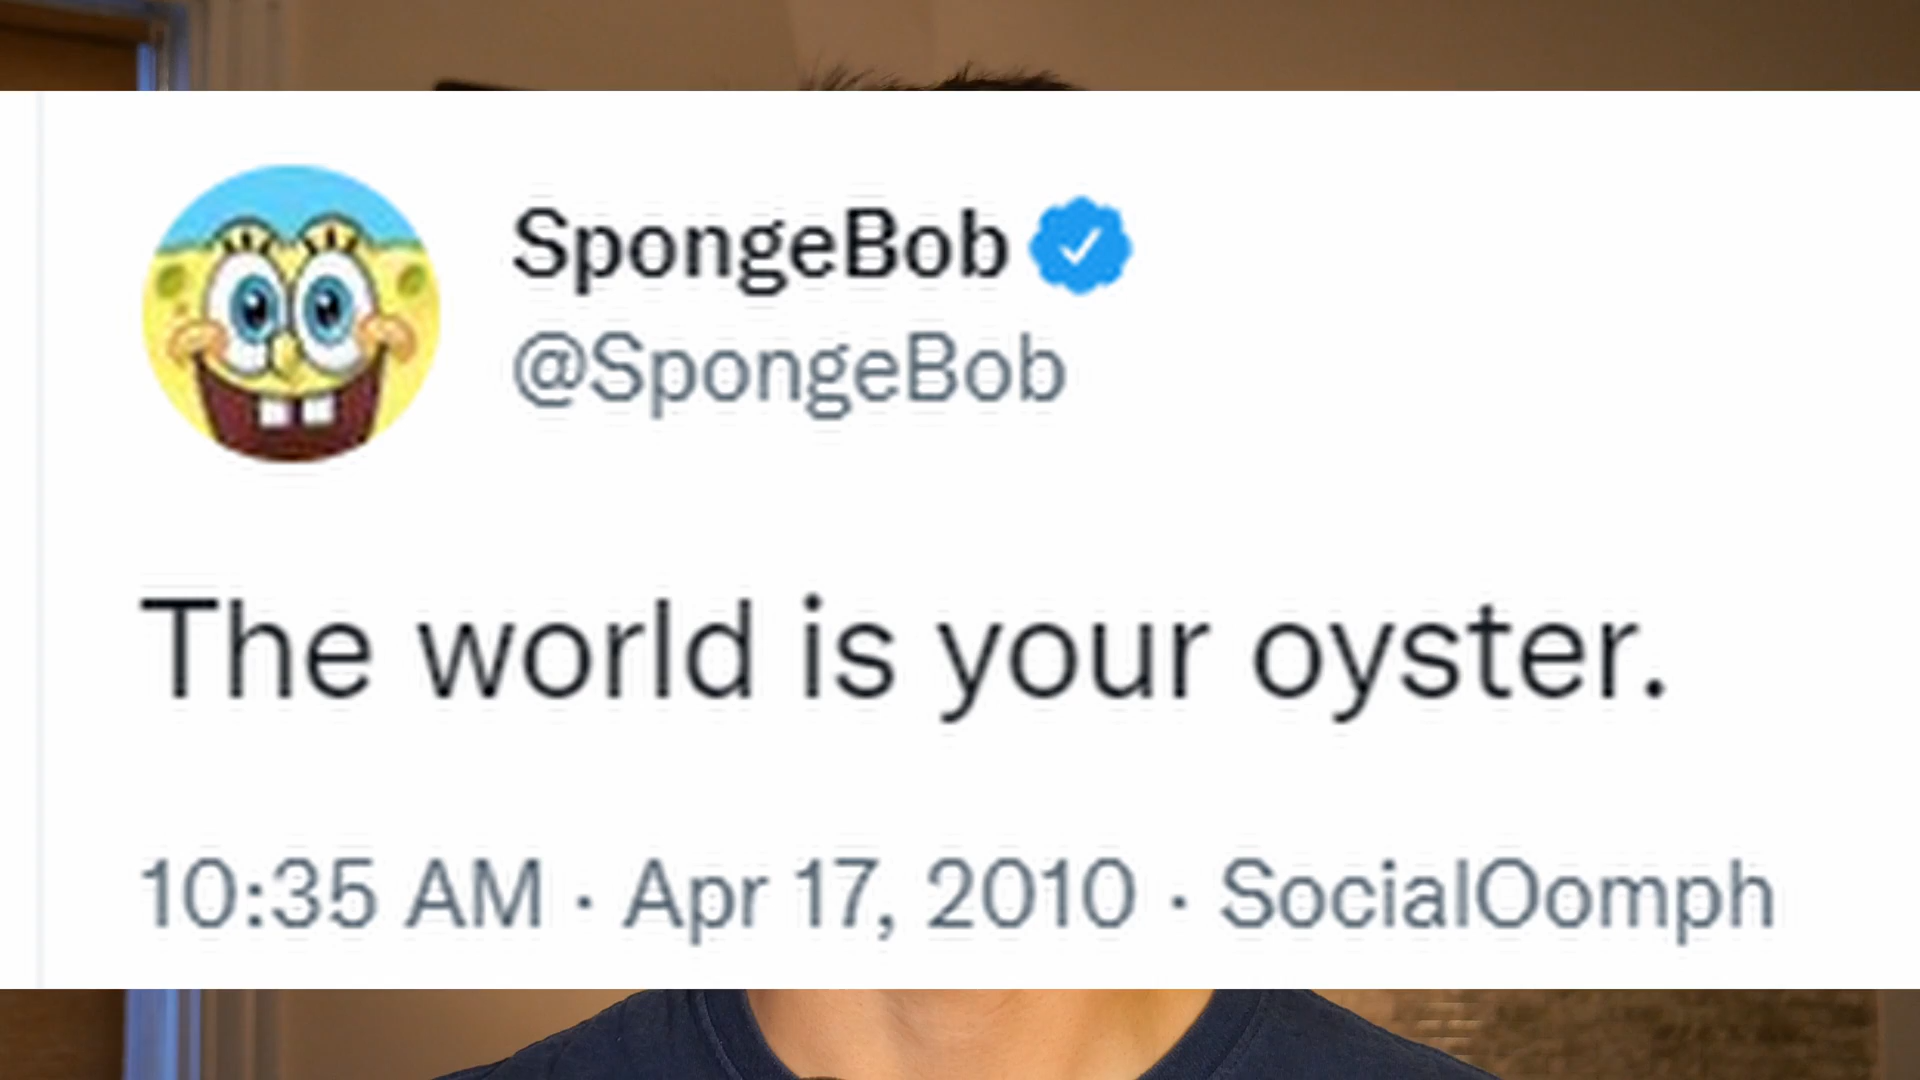 SpongeBob
@SpongeBob
The world is your oyster.
10:35 AM · Apr 17, 2010 · SocialOomph